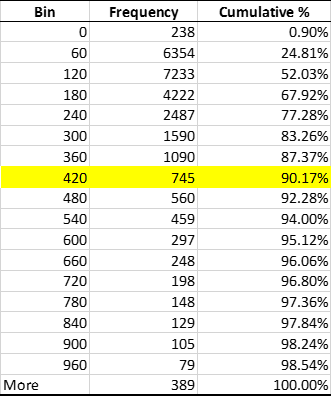 Bin Frequency Cumulative %
0 238 0.90%
60 6354 24.81%
120 7233 52.03%
180 4222 67.92%
240 2487 77.28%
300 1590 83.26%
360 1090 87.37%
420 745 90.17%
480 560 92.28%
540 459 94.00%
600 297 95.12%
660 248 96.06%
720 198 96.80%
780 148 97.36%
840 129 97.84%
900 105 98.24%
960 79 98.54%
More 389 100.00%